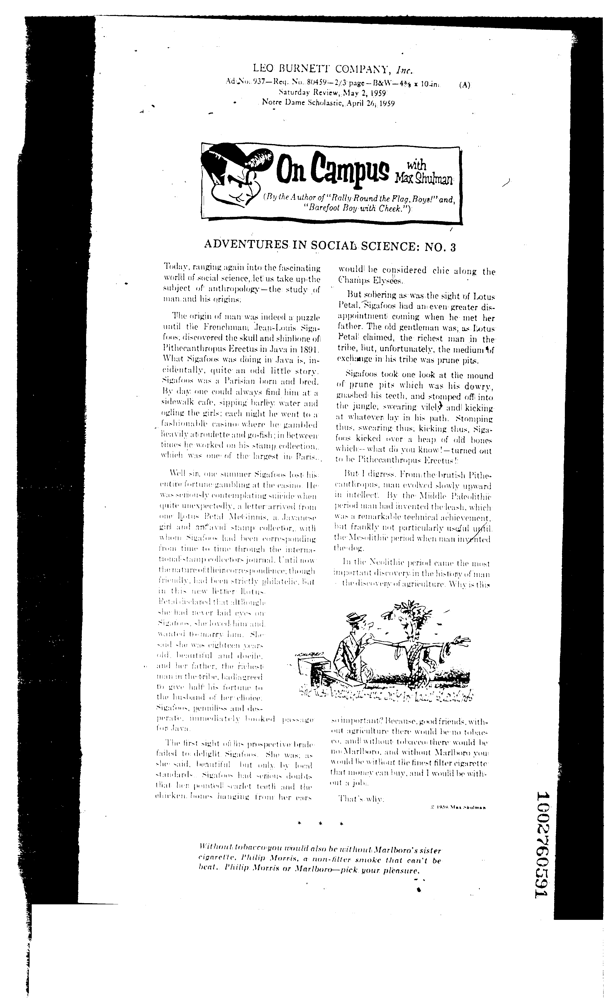 LEO BURNETT COMPANY, Inc.
Ad No. 937—Req. No. 80459—2/3 page—B&W—4⅝ x 10 in. (A)
Saturday Review, May 2, 1959
Notre Dame Scholastic, April 26, 1959
On Campus with Max Shulman
(By the Author of "Rally Round the Flag, Boys!" and,
"Barefoot Boy with Cheek.")
ADVENTURES IN SOCIAL SCIENCE: NO. 3
Today, ranging again into the fascinating
world of social science, let us take up the
subject of anthropology—the study of
man and his origins.
The origin of man was indeed a puzzle
until the Frenchman, Jean-Louis Siga-
foos, discovered the skull and shinbone of
Pithecanthropus Erectus in Java in 1891.
What Sigafoos was doing in Java is, in-
cidentally, quite an odd little story.
Sigafoos was a Parisian born and bred.
By day one could always find him at a
sidewalk cafe, sipping barley water and
ogling the girls; each night he went to a
fashionable casino where he gambled
heavily at roulette and go-fish; in between
times he worked on his stamp collection,
which was one of the largest in Paris.
Well sir, one summer Sigafoos lost his
entire fortune gambling at the casino. He
was seriously contemplating suicide when
quite unexpectedly, a letter arrived from
one Lotus Petal McGinnis, a Javanese
girl and an avid stamp collector, with
whom Sigafoos had been corresponding
from time to time through the interna-
tional stamp collectors journal. Until now
the nature of their correspondence, though
friendly, had been strictly philatelic, but
in this new letter Lotus
Petal declared that although
she had never laid eyes on
Sigafoos, she loved him and
wanted to marry him. She
said she was eighteen years
old, beautiful and docile,
and her father, the richest
man in the tribe, had agreed
to give half his fortune to
the husband of her choice.
Sigafoos, penniless and des-
perate, immediately booked passage
for Java.
The first sight of his prospective bride
failed to delight Sigafoos. She was, as
she said, beautiful but only by local
standards. Sigafoos had serious doubts
that her pointed scarlet teeth and the
chicken bones hanging from her ears
would be considered chic along the
Champs Elysees.
But sobering as was the sight of Lotus
Petal, Sigafoos had an even greater dis-
appointment coming when he met her
father. The old gentleman was, as Lotus
Petal claimed, the richest man in the
tribe, but, unfortunately, the medium of
exchange in his tribe was prune pits.
Sigafoos took one look at the mound
of prune pits which was his dowry,
gnashed his teeth, and stomped off into
the jungle, swearing vilely and kicking
at whatever lay in his path. Stomping
thus, swearing thus, kicking thus, Siga-
foos kicked over a heap of old bones
which—what do you know!—turned out
to be Pithecanthropus Erectus!
But I digress. From the brutish Pithe-
canthropus, man evolved slowly upward
in intellect. By the Middle Paleolithic
period man had invented the leash, which
was a remarkable technical achievement,
but frankly not particularly useful until
the Mesolithic period when man invented
the dog.
In the Neolithic period came the most
important discovery in the history of man
—the discovery of agriculture. Why is this
so important? Because, good friends, with-
out agriculture there would be no tobac-
co, and without tobacco there would be
no Marlboro, and without Marlboro you
would be without the finest filter cigarette
that money can buy, and I would be with-
out a job.
That's why.
© 1959 Max Shulman
* * *
Without tobacco you would also be without Marlboro's sister
cigarette, Philip Morris, a non-filter smoke that can't be
beat. Philip Morris or Marlboro—pick your pleasure.
1002760591